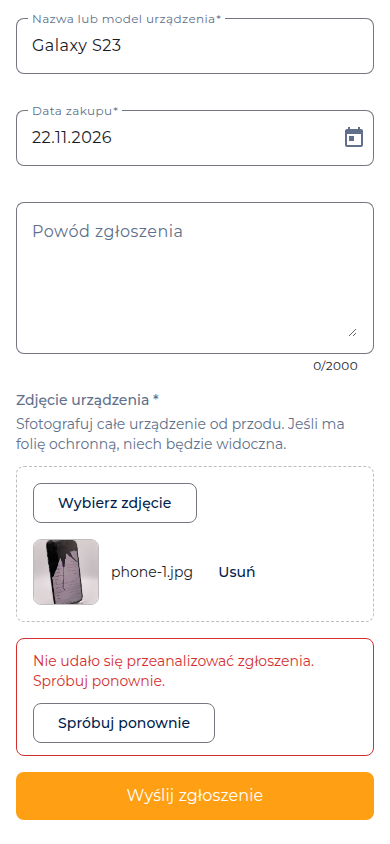 Nazwa lub model urządzenia*
Galaxy S23
Data zakupu*
22.11.2026
Powód zgłoszenia
0/2000
Zdjęcie urządzenia *
Sfotografuj całe urządzenie od przodu. Jeśli ma
folię ochronną, niech będzie widoczna.
Wybierz zdjęcie
phone-1.jpg
Usuń
Nie udało się przeanalizować zgłoszenia.
Spróbuj ponownie.
Spróbuj ponownie
Wyślij zgłoszenie